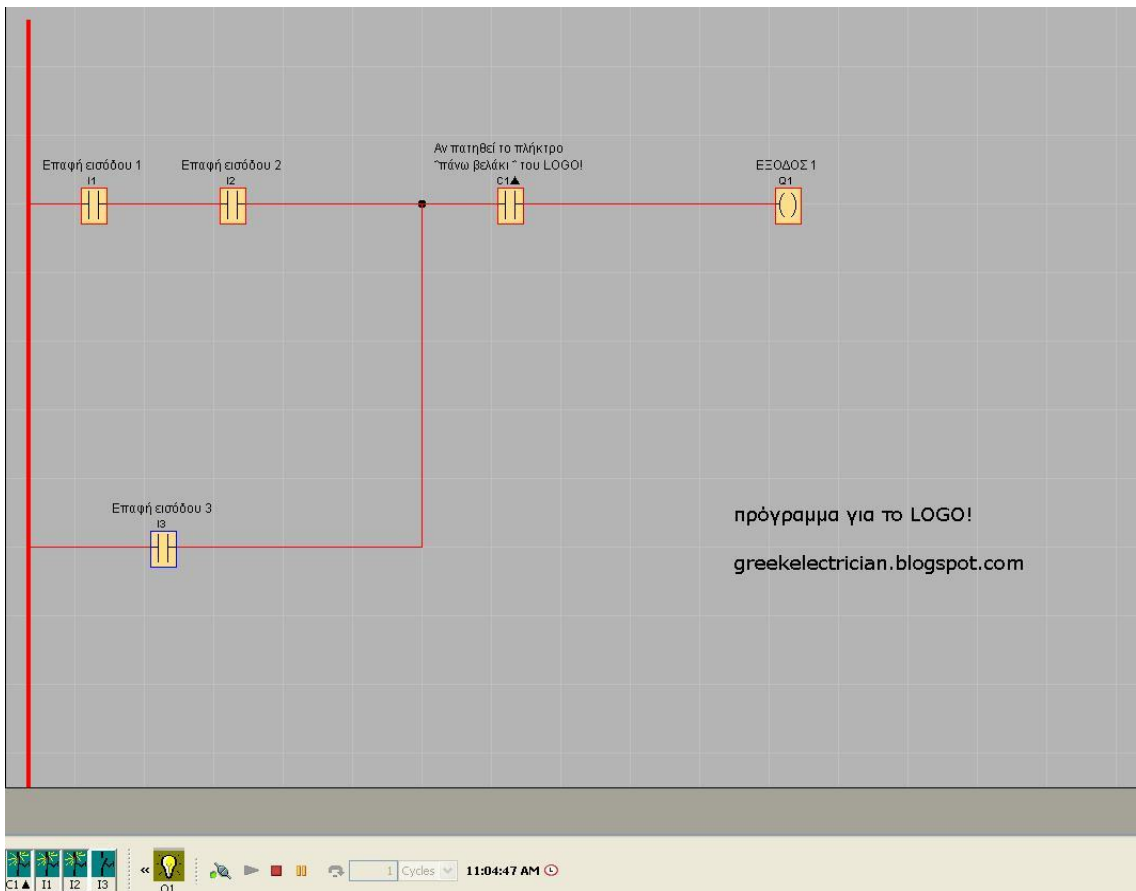 Αν πατηθεί το πλήκτρο
Επαφή εισόδου 1 Επαφή εισόδου 2 ^πάνω βελάκι ^ του LOGO! ΕΞΟΔΟΣ 1
I1 I2 C1▲ Q1
Επαφή εισόδου 3
I3
πρόγραμμα για το LOGO!
greekelectrician.blogspot.com
« 1 Cycles 11:04:47 AM
C1▲ I1 I2 I3 Q1